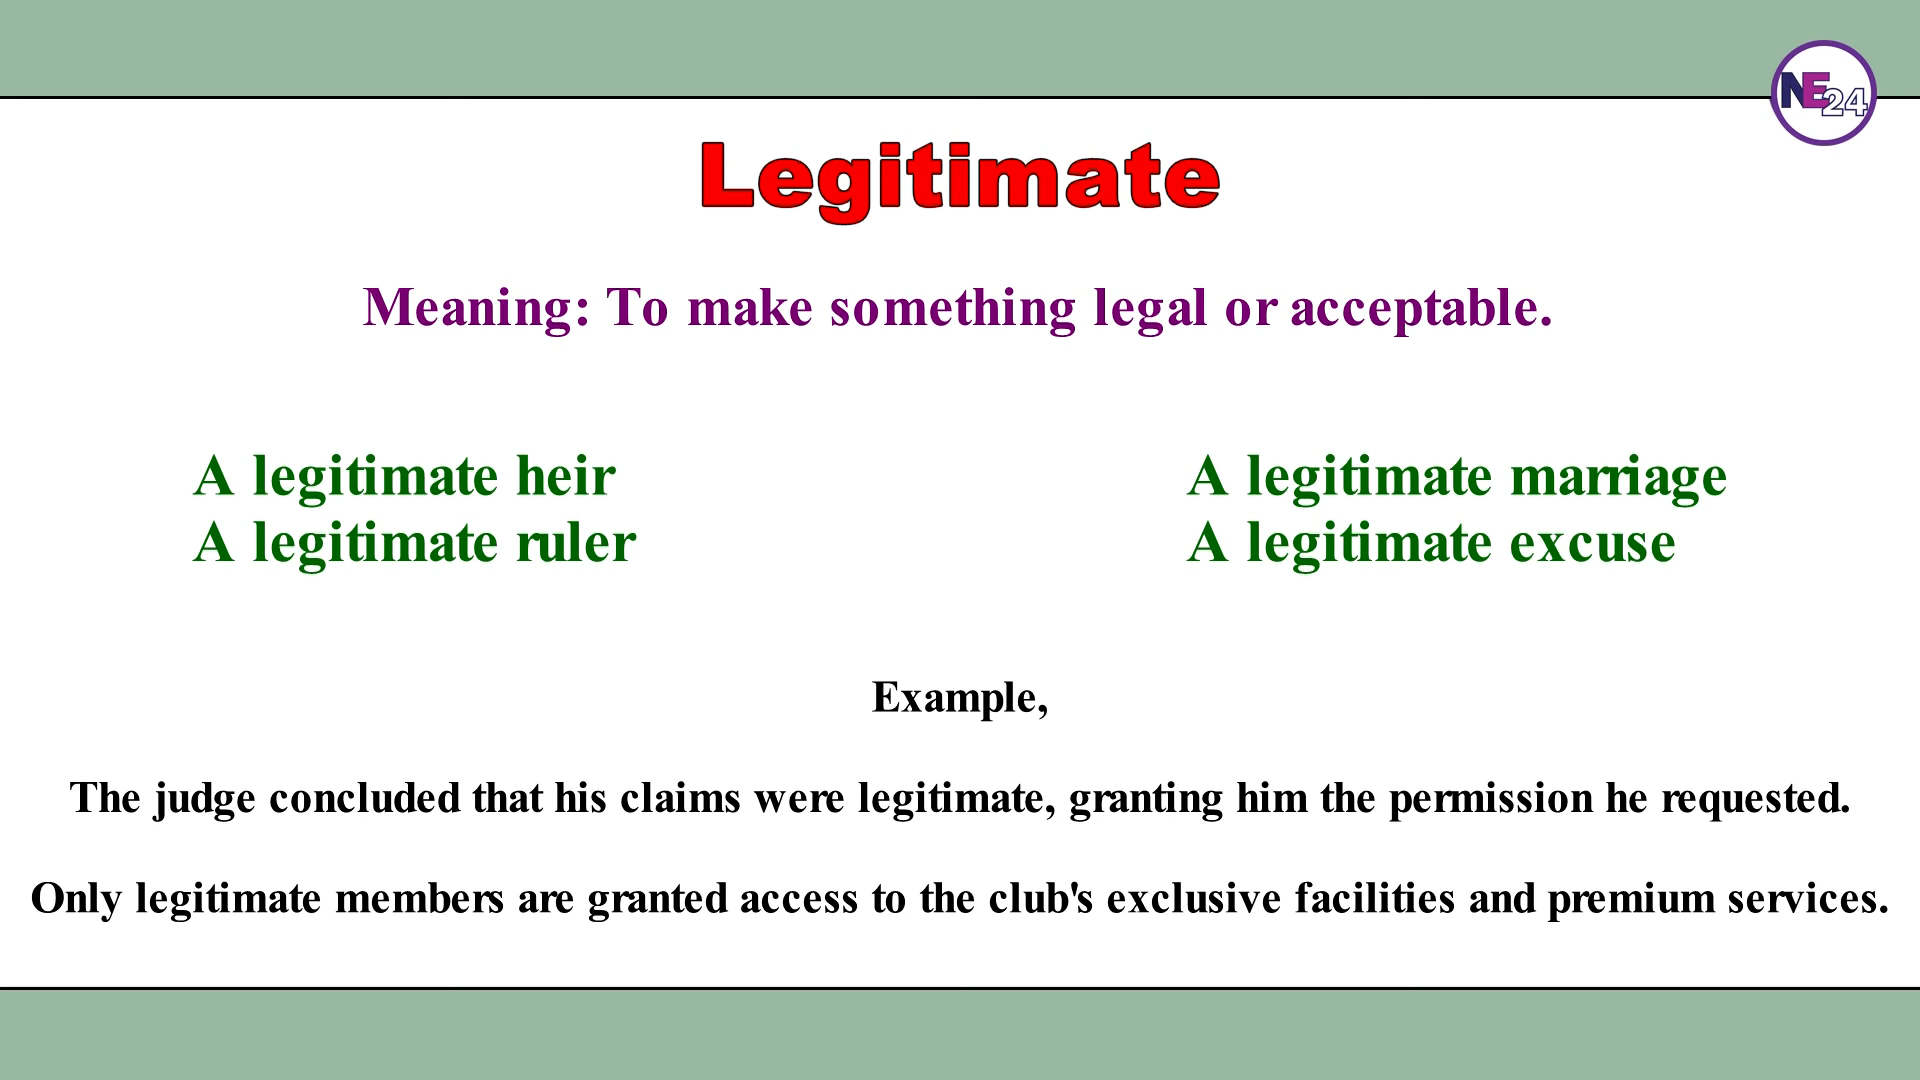 NE24
Legitimate
Meaning: To make something legal or acceptable.
A legitimate heir
A legitimate ruler
A legitimate marriage
A legitimate excuse
Example,
The judge concluded that his claims were legitimate, granting him the permission he requested.
Only legitimate members are granted access to the club's exclusive facilities and premium services.